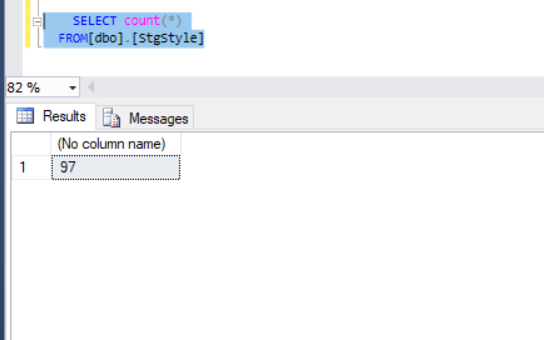 SELECT count(*)
FROM[dbo].[StgStyle]
82 %
Results Messages
(No column name)
1 97